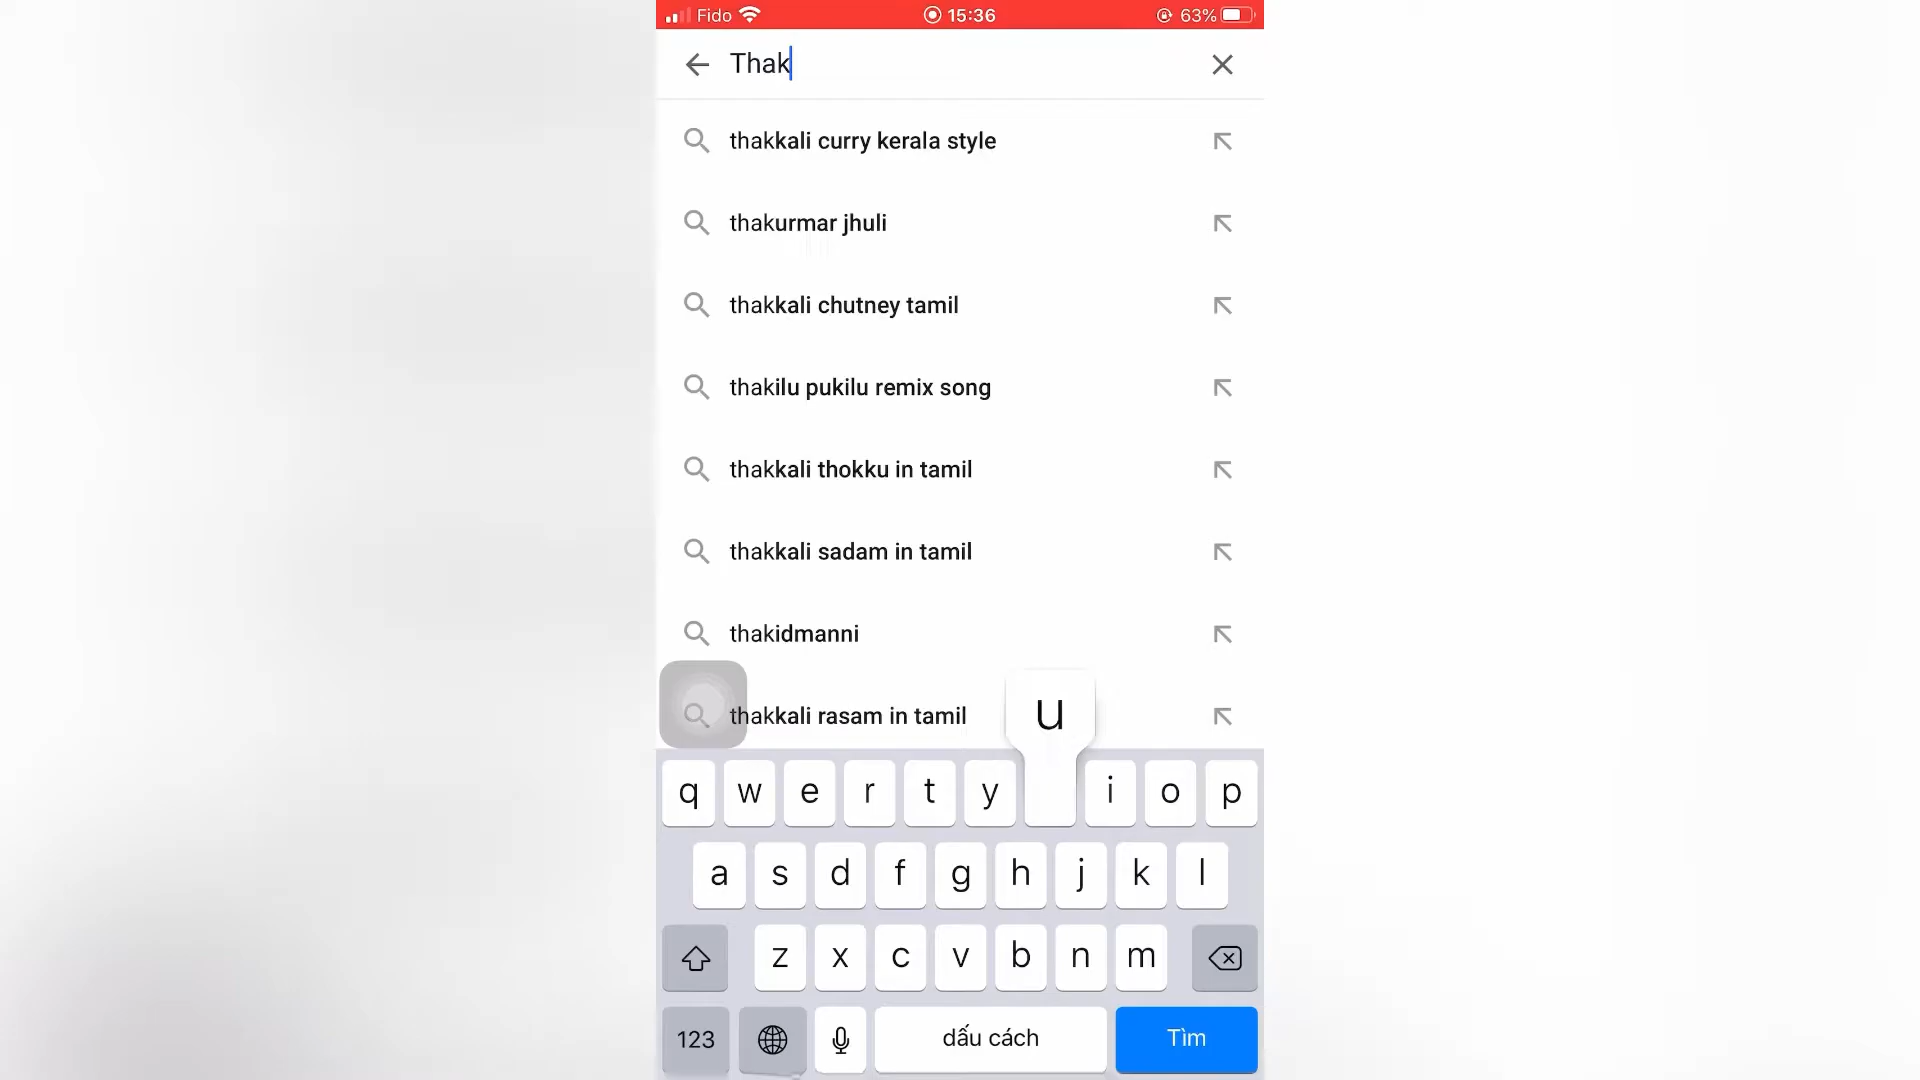 Fido 15:36 63%
Thak
thakkali curry kerala style
thakurmar jhuli
thakkali chutney tamil
thakilu pukilu remix song
thakkali thokku in tamil
thakkali sadam in tamil
thakidmanni
thakkali rasam in tamil
u
q w e r t y i o p
a s d f g h j k l
z x c v b n m
123 dấu cách Tìm